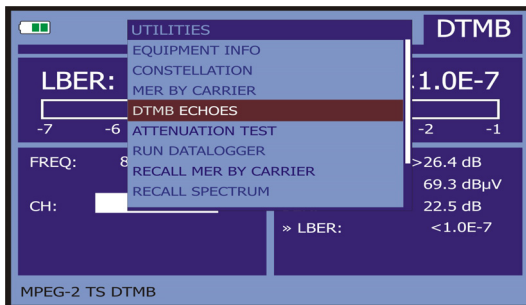 UTILITIES
DTMB
EQUIPMENT INFO
CONSTELLATION
MER BY CARRIER
DTMB ECHOES
ATTENUATION TEST
RUN DATALOGGER
RECALL MER BY CARRIER
RECALL SPECTRUM
LBER: <1.0E-7
-7 -6 -2 -1
FREQ: 8 >26.4 dB
69.3 dBµV
CH: 22.5 dB
» LBER: <1.0E-7
MPEG-2 TS DTMB